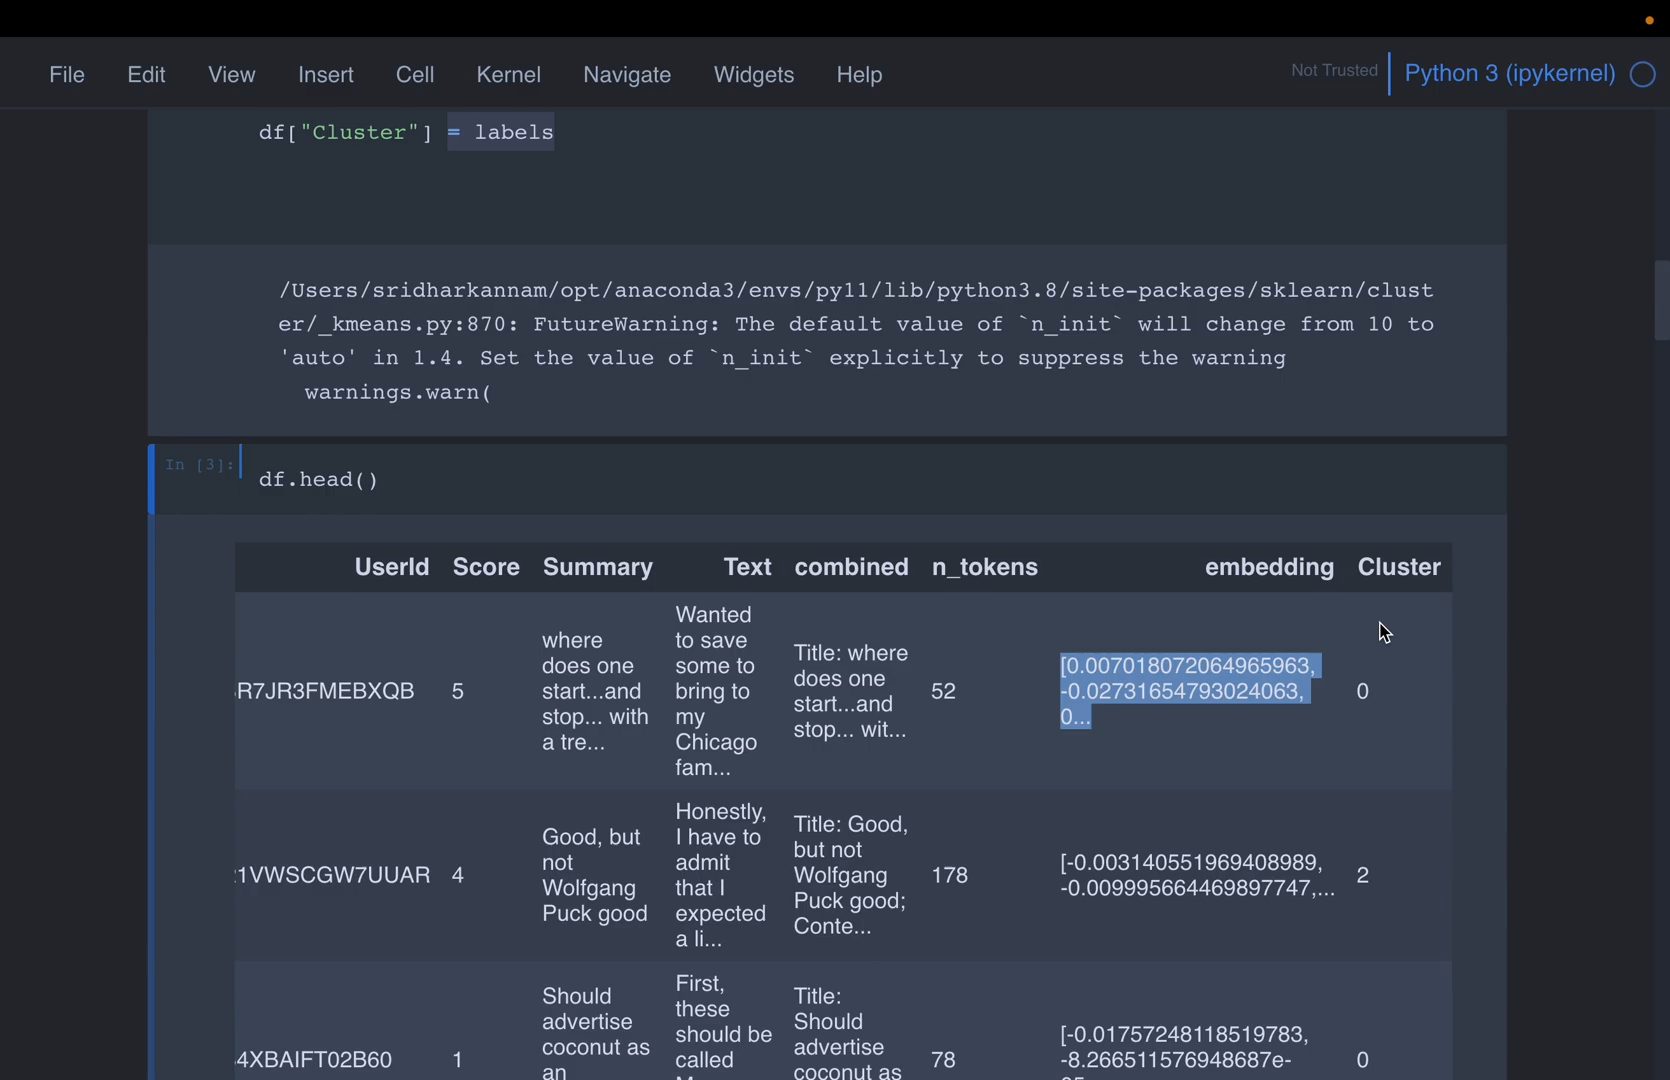 File Edit View Insert Cell Kernel Navigate Widgets Help Not Trusted Python 3 (ipykernel)
df["Cluster"] = labels
/Users/sridharkannam/opt/anaconda3/envs/py11/lib/python3.8/site-packages/sklearn/clust
er/_kmeans.py:870: FutureWarning: The default value of `n_init` will change from 10 to
'auto' in 1.4. Set the value of `n_init` explicitly to suppress the warning
warnings.warn(
In [3]:
df.head()
UserId Score Summary Text combined n_tokens embedding Cluster
R7JR3FMEBXQB
5
where
does one
start...and
stop... with
a tre...
Wanted
to save
some to
bring to
my
Chicago
fam...
Title: where
does one
start...and
stop... wit...
52
[0.007018072064965963,
-0.02731654793024063,
0...
0
1VWSCGW7UUAR
4
Good, but
not
Wolfgang
Puck good
Honestly,
I have to
admit
that I
expected
a li...
Title: Good,
but not
Wolfgang
Puck good;
Conte...
178
[-0.003140551969408989,
-0.009995664469897747,...
2
4XBAIFT02B60
1
Should
advertise
coconut as
an
First,
these
should be
called
Title:
Should
advertise
coconut as
78
[-0.01757248118519783,
-8.266511576948687e-
0